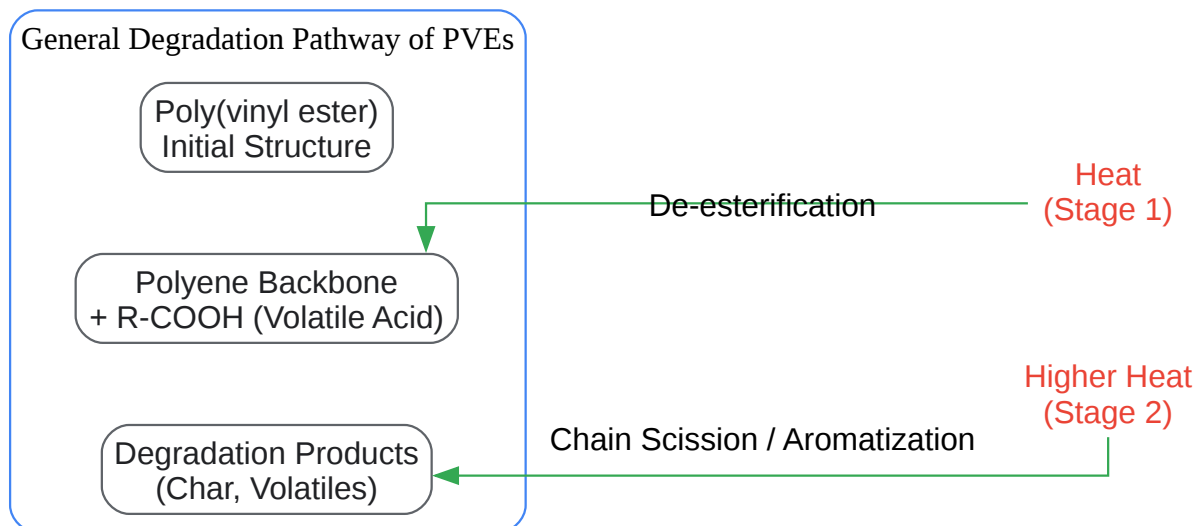 General Degradation Pathway of PVEs
Poly(vinyl ester)
Initial Structure
Heat
(Stage 1)
De-esterification
Polyene Backbone
+ R-COOH (Volatile Acid)
Higher Heat
(Stage 2)
Chain Scission / Aromatization
Degradation Products
(Char, Volatiles)